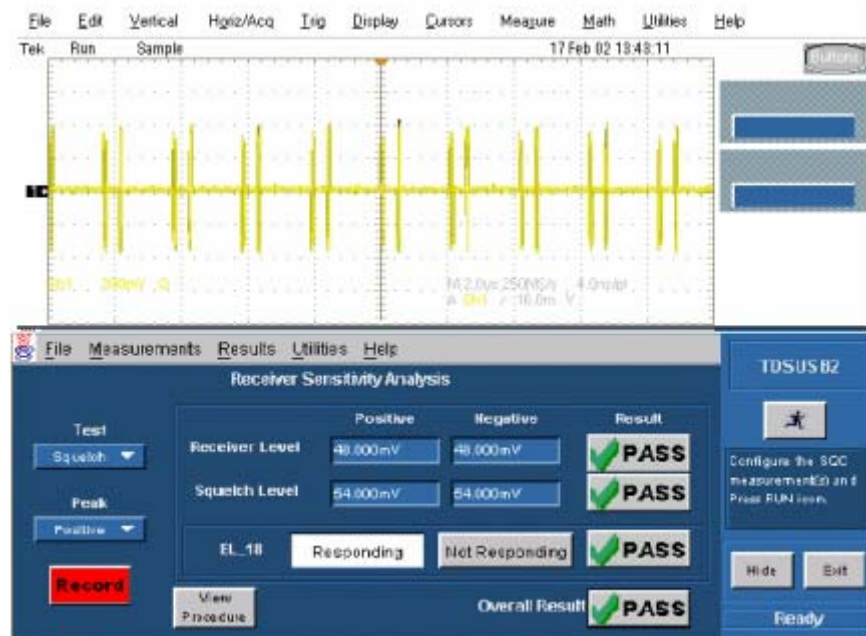 File Edit Vertical Horiz/Acq Trig Display Cursors Measure Math Utilities Help
Tek Run Sample 17 Feb 02 18:48:11
Buttons
1
File Measurements Results Utilities Help
TDSUSB2
Receiver Sensitivity Analysis
Positive Negative Result
Test
Squelch
Receiver Level 48.000mV 48.000mV PASS
Squelch Level 54.000mV 54.000mV PASS
Configure the SQC
measurement(s) and
Press RUN icon.
Peak
Positive
EL_18 Responding Not Responding PASS
Hide Exit
Record
View
Procedure
Overall Result PASS
Ready